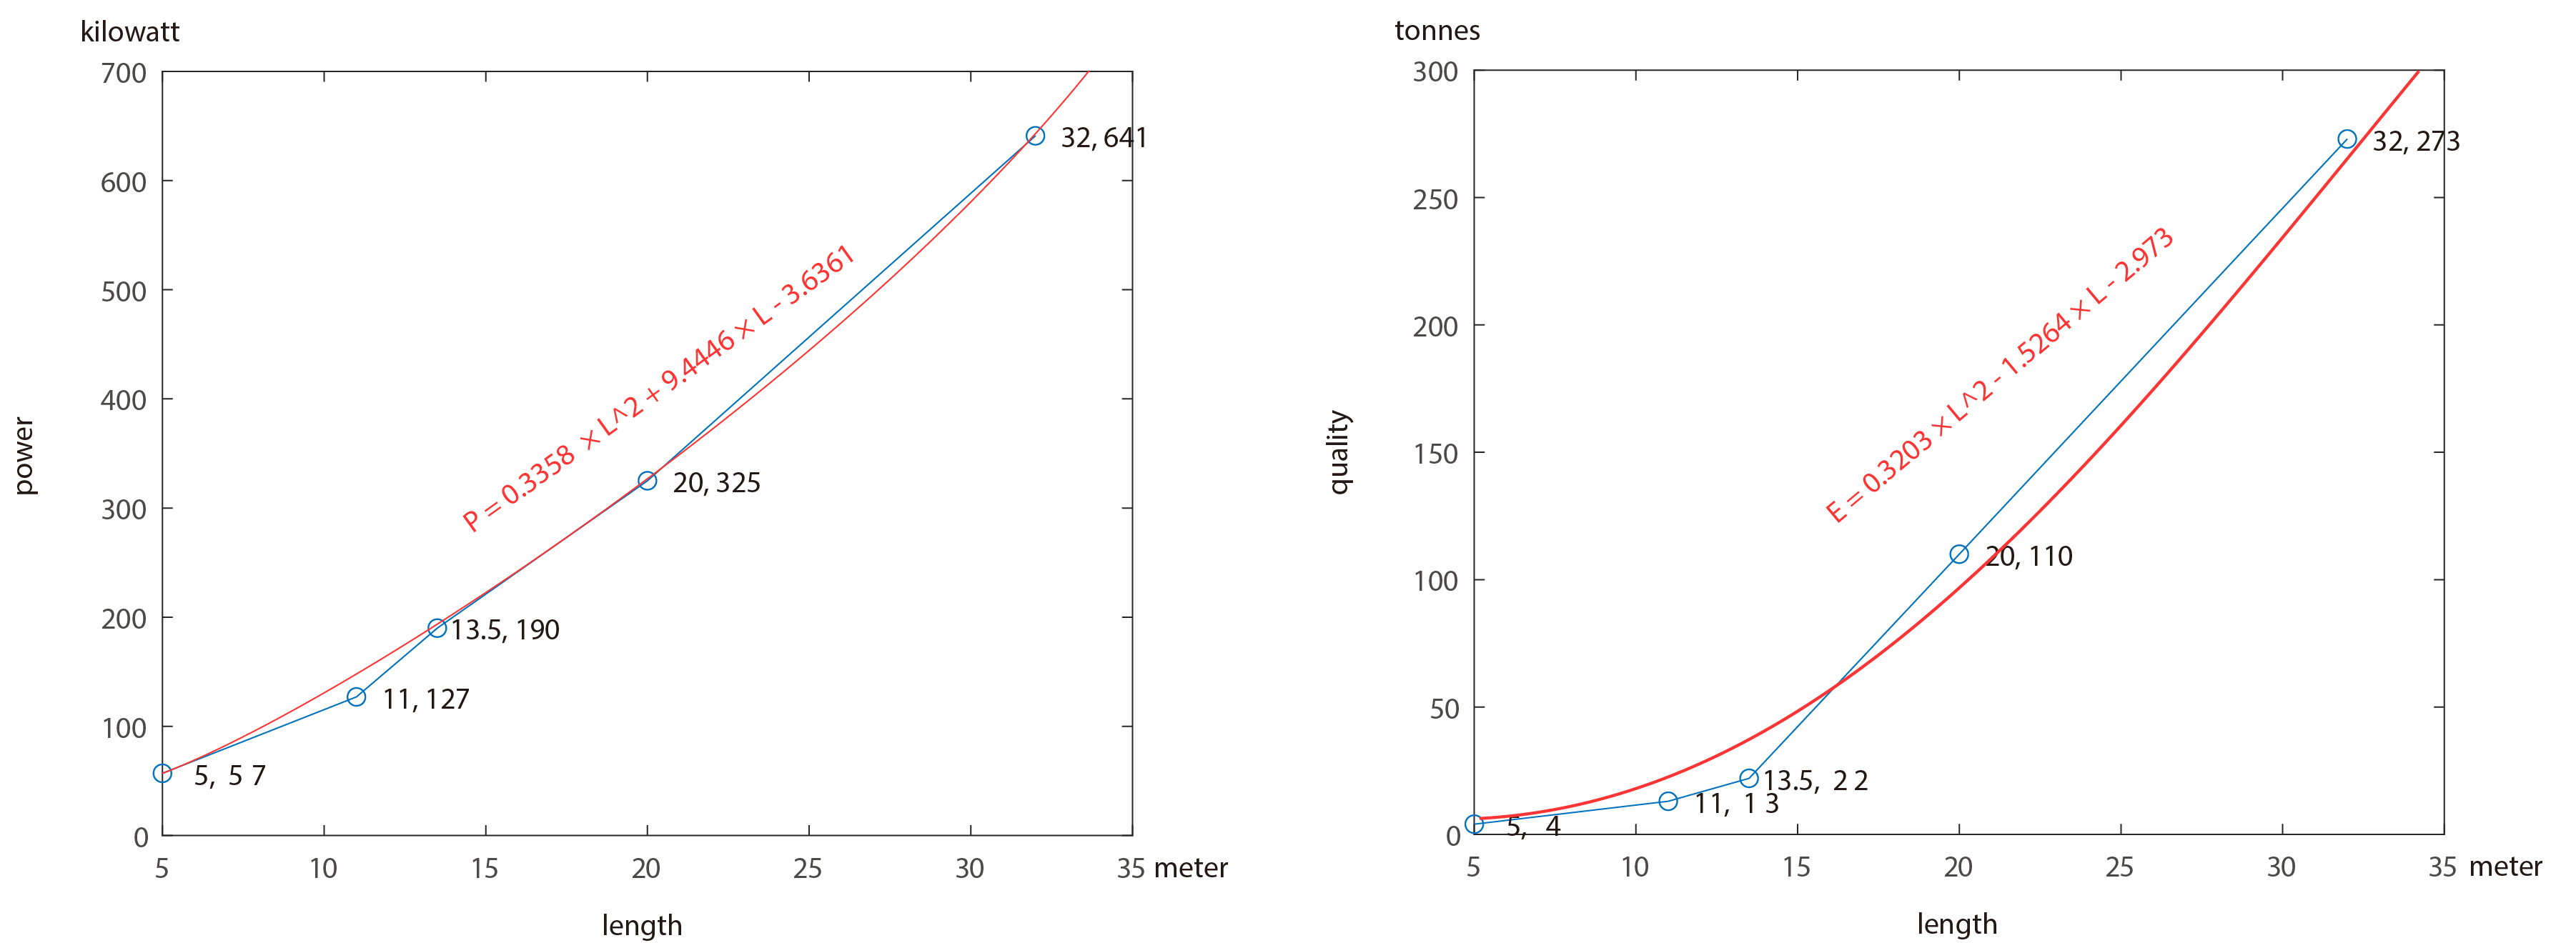 kilowatt
700
600
500
400
300
200
100
0
power
5 10 15 20 25 30 35 meter
length
P = 0.3358 × L^2 + 9.4446 × L - 3.6361
32, 641
20, 325
13.5, 190
11, 127
5, 5 7
tonnes
300
250
200
150
100
50
0
quality
5 10 15 20 25 30 35 meter
length
E = 0.3203 × L^2 - 1.5264 × L - 2.973
32, 273
20, 110
13.5, 2 2
11, 1 3
5, 4